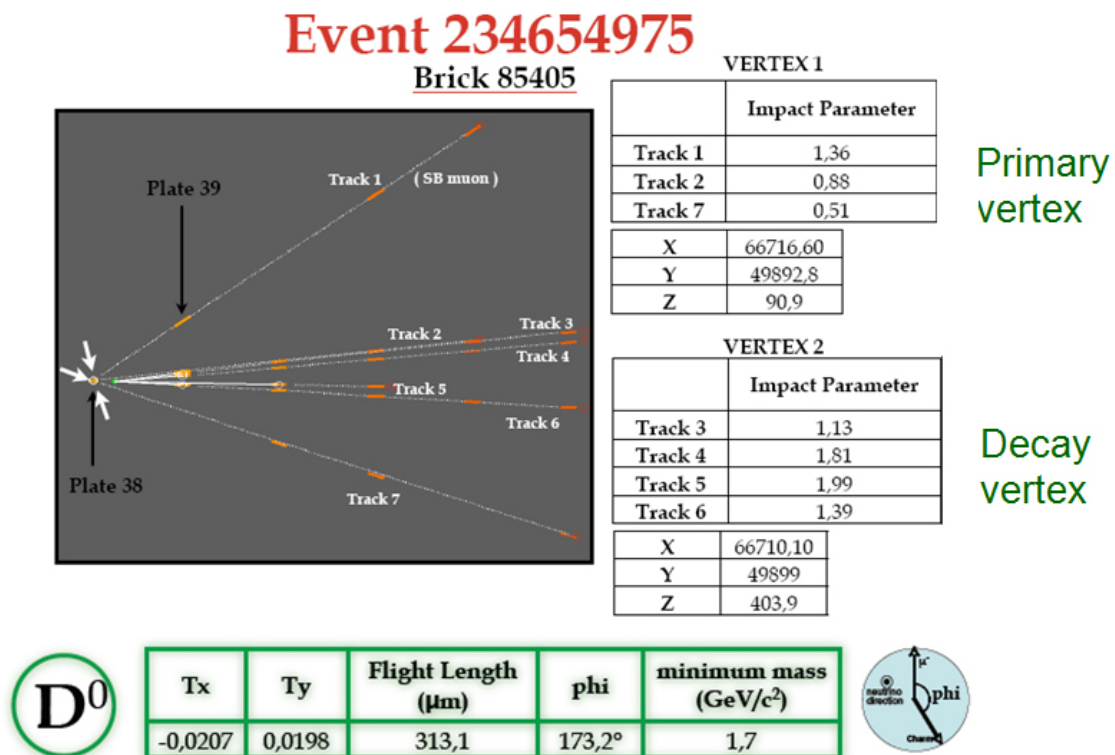 Event 234654975
Brick 85405
Plate 39
Track 1
( SB muon )
Track 2
Track 3
Track 4
Track 5
Track 6
Plate 38
Track 7
VERTEX 1
Impact Parameter
Track 1 1,36
Track 2 0,88
Track 7 0,51
X 66716,60
Y 49892,8
Z 90,9
Primary
vertex
VERTEX 2
Impact Parameter
Track 3 1,13
Track 4 1,81
Track 5 1,99
Track 6 1,39
X 66710,10
Y 49899
Z 403,9
Decay
vertex
D⁰
Tx Ty Flight Length (μm) phi minimum mass (GeV/c²)
-0,0207 0,0198 313,1 173,2° 1,7
μ⁻
neutrino
direction
phi
Charm